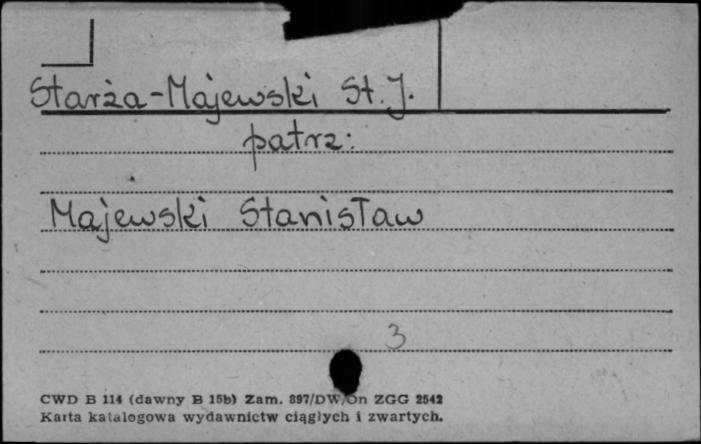 Starża-Majewski St. J.
patrz:
Majewski Stanisław
3
CWD B 114 (dawny B 15b) Zam. 897/DW/Dn ZGG 2542
Karta katalogowa wydawnictw ciągłych i zwartych.